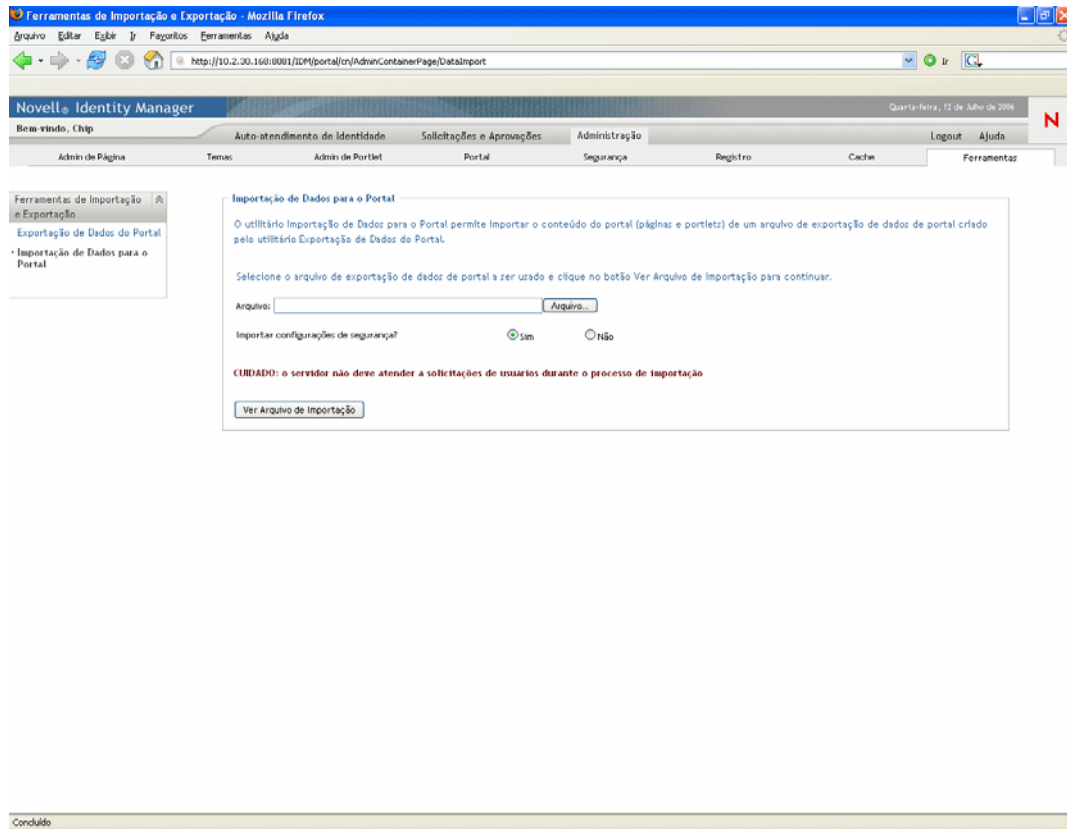 Ferramentas de Importação e Exportação - Mozilla Firefox
Arquivo Editar Exibir Ir Favoritos Ferramentas Ajuda
http://10.2.30.160:8081/IDM/portal/cn/AdminContainerPage/DataImport Ir
Novell® Identity Manager Quarta-feira, 12 de Julho de 2006
N
Bem-vindo, Chip
Auto-atendimento de Identidade Solicitações e Aprovações Administração Logout Ajuda
Admin de Página Temas Admin de Portlet Portal Segurança Registro Cache Ferramentas
Ferramentas de Importação
e Exportação
Exportação de Dados do Portal
Importação de Dados para o
Portal
Importação de Dados para o Portal
O utilitário Importação de Dados para o Portal permite importar o conteúdo do portal (páginas e portlets) de um arquivo de exportação de dados de portal criado
pelo utilitário Exportação de Dados do Portal.
Selecione o arquivo de exportação de dados de portal a ser usado e clique no botão Ver Arquivo de Importação para continuar.
Arquivo: Arquivo...
Importar configurações de segurança? Sim Não
CUIDADO: o servidor não deve atender a solicitações de usuários durante o processo de importação
Ver Arquivo de Importação
Concluído